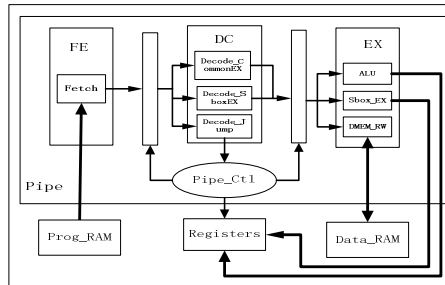 FE
Fetch
DC
Decode_C
ommonEX
Decode_S
boxEX
Decode_J
ump
EX
ALU
Sbox_EX
DMEM_RW
Pipe_Ctl
Pipe
Prog_RAM
Registers
Data_RAM